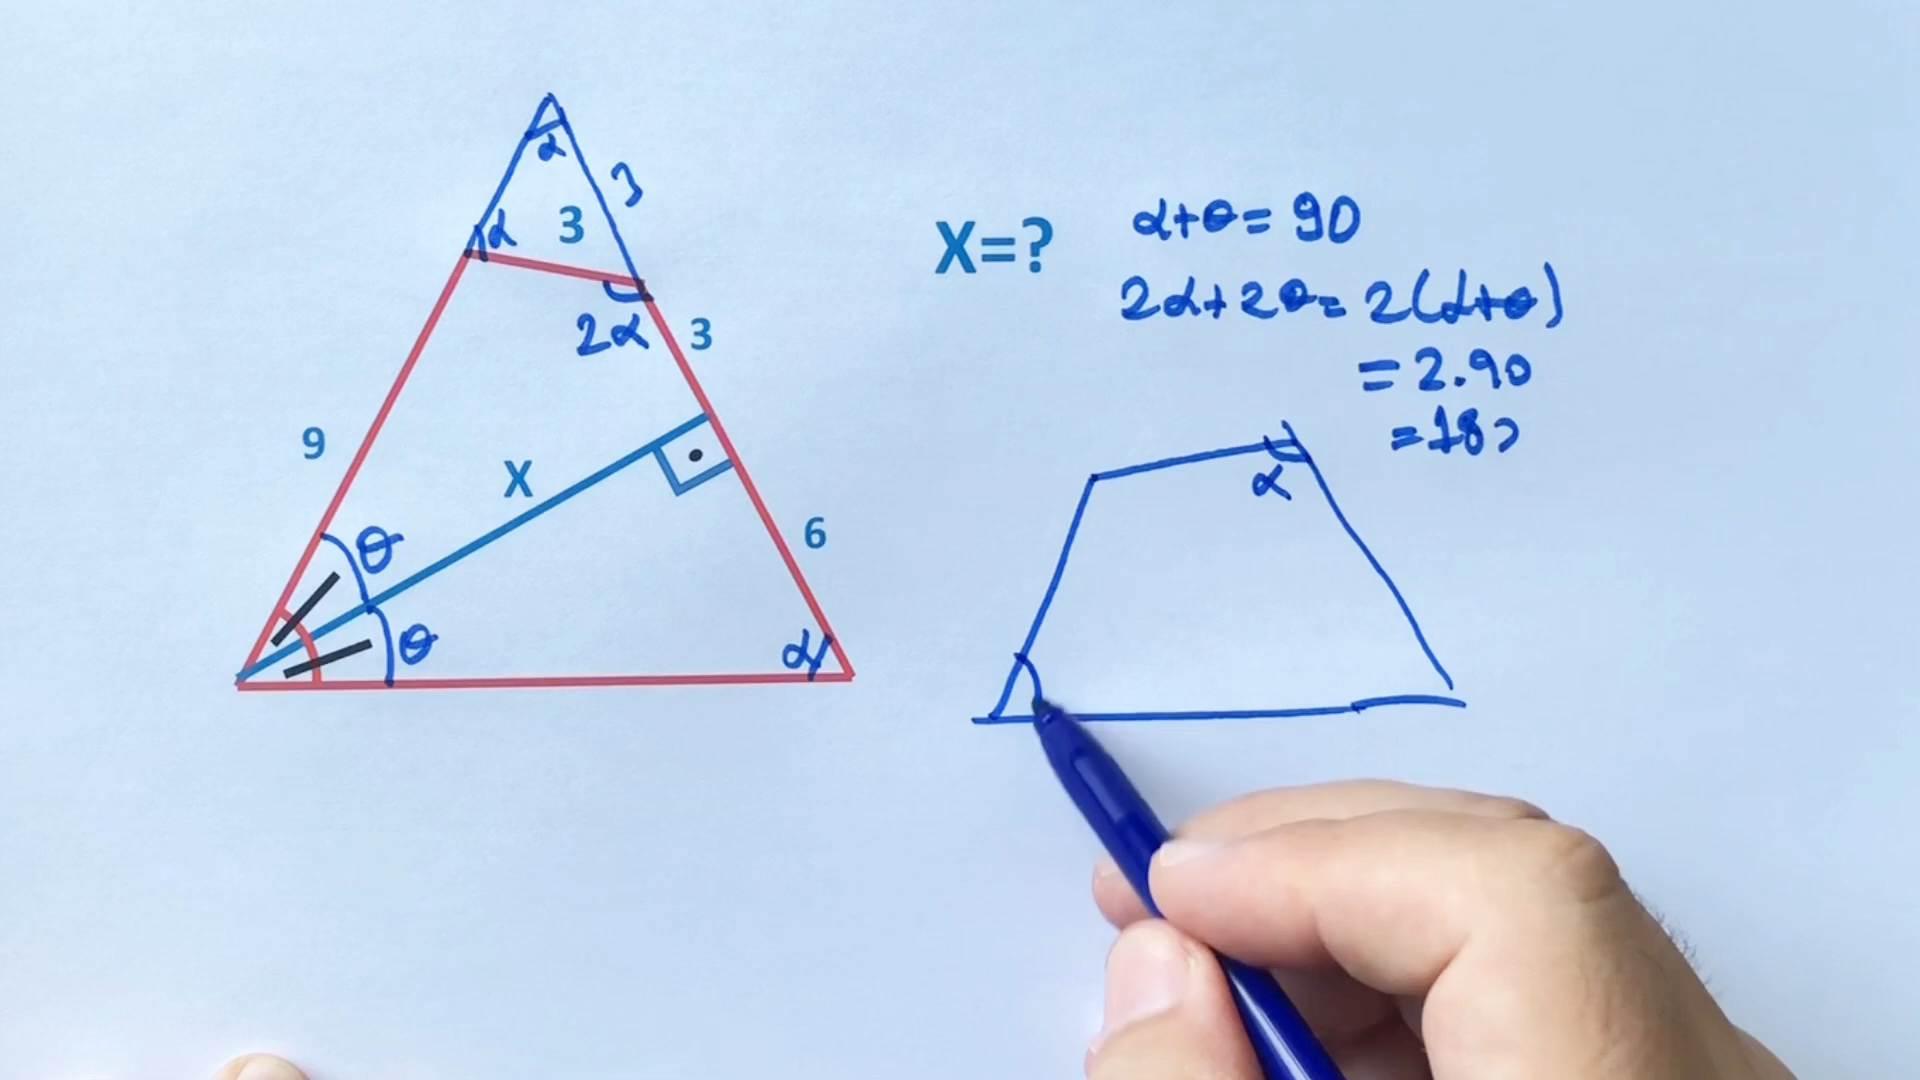 α
3
α
3
2α
3
9
X
6
θ
θ
α
X=?
α+θ= 90
2α+2θ= 2(α+θ)
= 2.90
=180
α